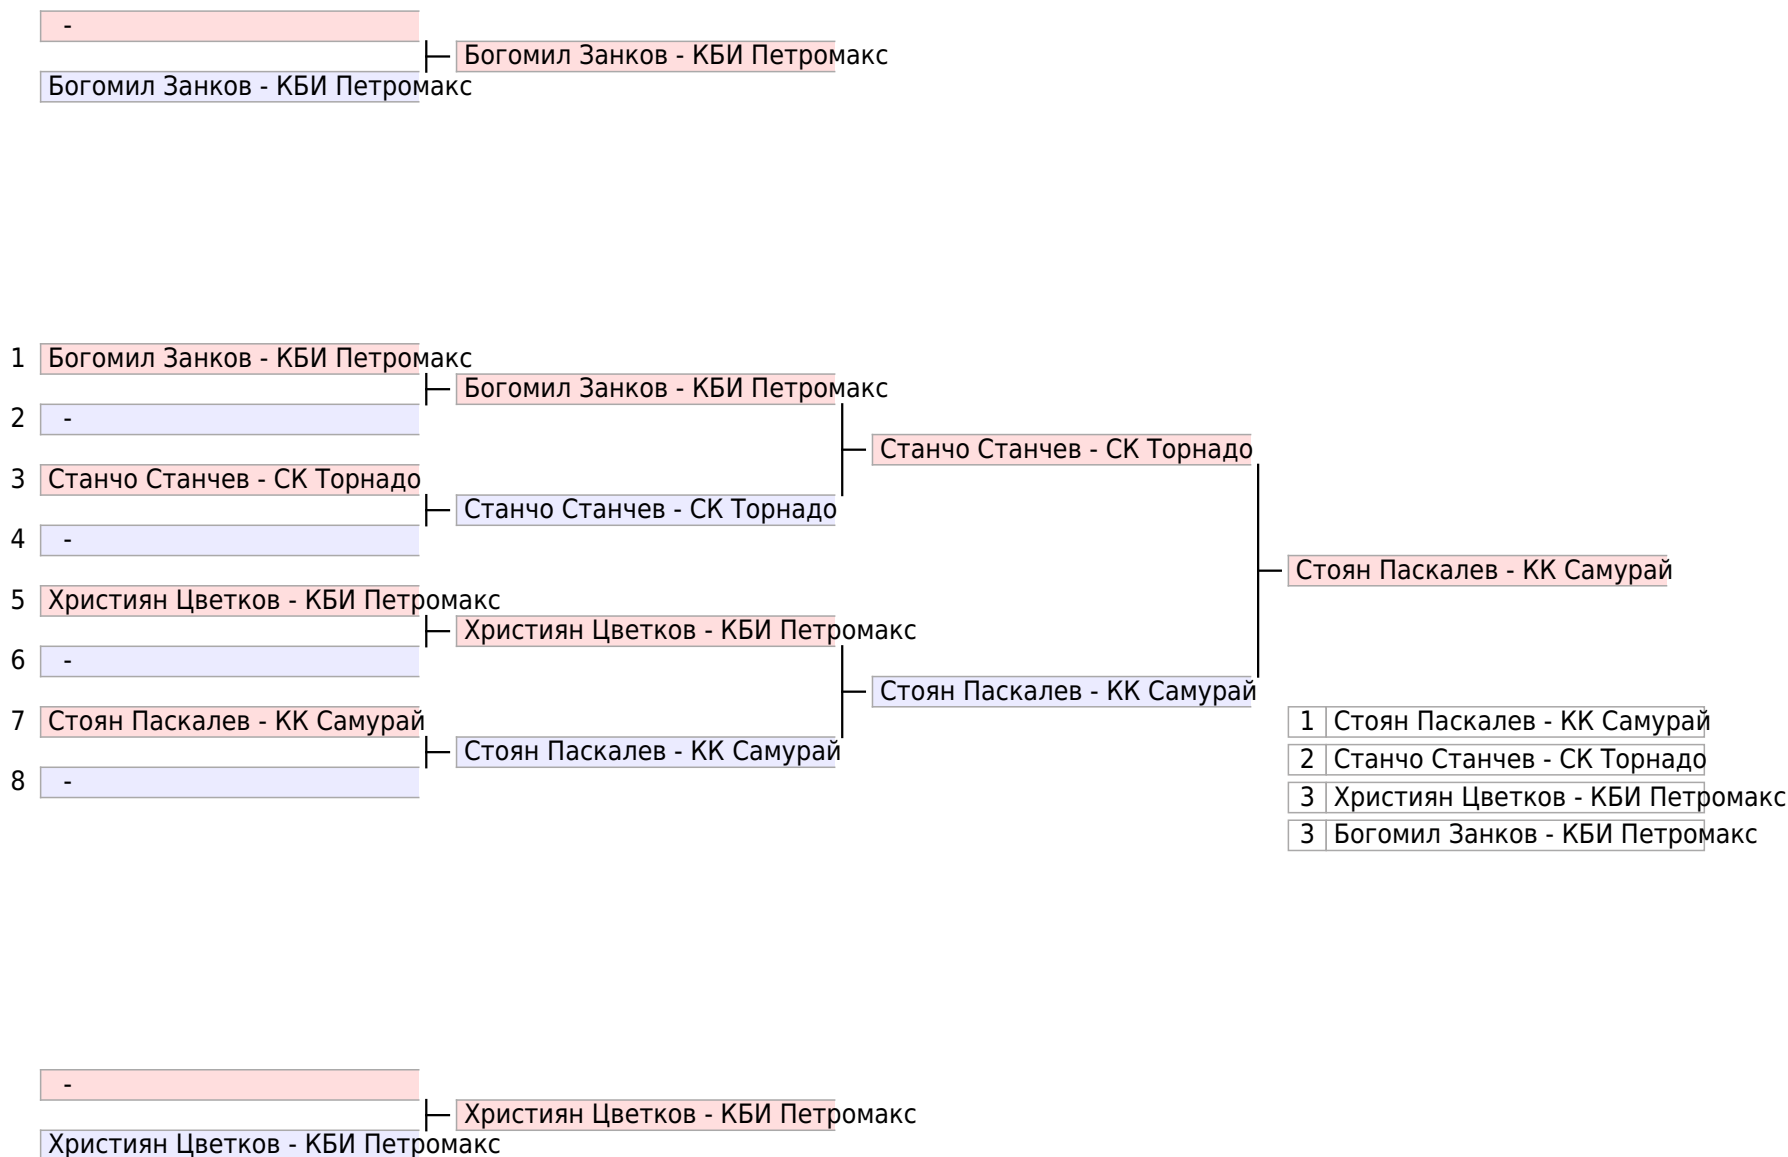 -
Богомил Занков - КБИ Петромакс
Богомил Занков - КБИ Петромакс
1 Богомил Занков - КБИ Петромакс
Богомил Занков - КБИ Петромакс
2 -
Станчо Станчев - СК Торнадо
3 Станчо Станчев - СК Торнадо
Станчо Станчев - СК Торнадо
4 -
Стоян Паскалев - КК Самурай
5 Християн Цветков - КБИ Петромакс
Християн Цветков - КБИ Петромакс
6 -
Стоян Паскалев - КК Самурай
7 Стоян Паскалев - КК Самурай
1 Стоян Паскалев - КК Самурай
Стоян Паскалев - КК Самурай
2 Станчо Станчев - СК Торнадо
8 -
3 Християн Цветков - КБИ Петромакс
3 Богомил Занков - КБИ Петромакс
-
Християн Цветков - КБИ Петромакс
Християн Цветков - КБИ Петромакс